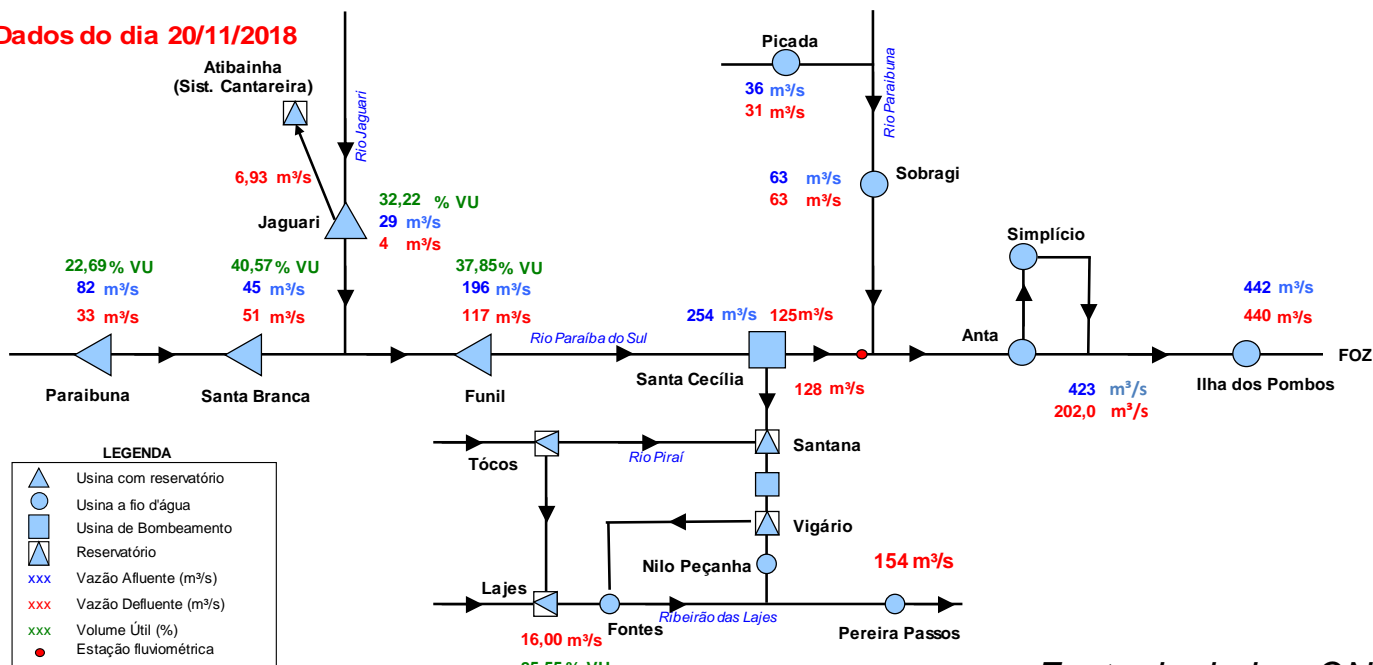 Dados do dia 20/11/2018
Atibainha
(Sist. Cantareira)
Rio Jaguari
6,93 m³/s
Jaguari
32,22 % VU
29 m³/s
4 m³/s
Picada
36 m³/s
31 m³/s
Rio Paraibuna
63 m³/s
63 m³/s
Sobragi
22,69 % VU
82 m³/s
33 m³/s
Paraibuna
40,57 % VU
45 m³/s
51 m³/s
Santa Branca
37,85 % VU
196 m³/s
117 m³/s
Funil
Rio Paraíba do Sul
254 m³/s 125 m³/s
Santa Cecília
128 m³/s
Simplício
Anta
423 m³/s
202,0 m³/s
442 m³/s
440 m³/s
Ilha dos Pombos
FOZ
Tócos
Rio Piraí
Santana
Vigário
Nilo Peçanha
154 m³/s
Lajes
Fontes
Ribeirão das Lajes
Pereira Passos
16,00 m³/s
LEGENDA
Usina com reservatório
Usina a fio d'água
Usina de Bombeamento
Reservatório
xxx Vazão Afluente (m³/s)
xxx Vazão Defluente (m³/s)
xxx Volume Útil (%)
Estação fluviométrica